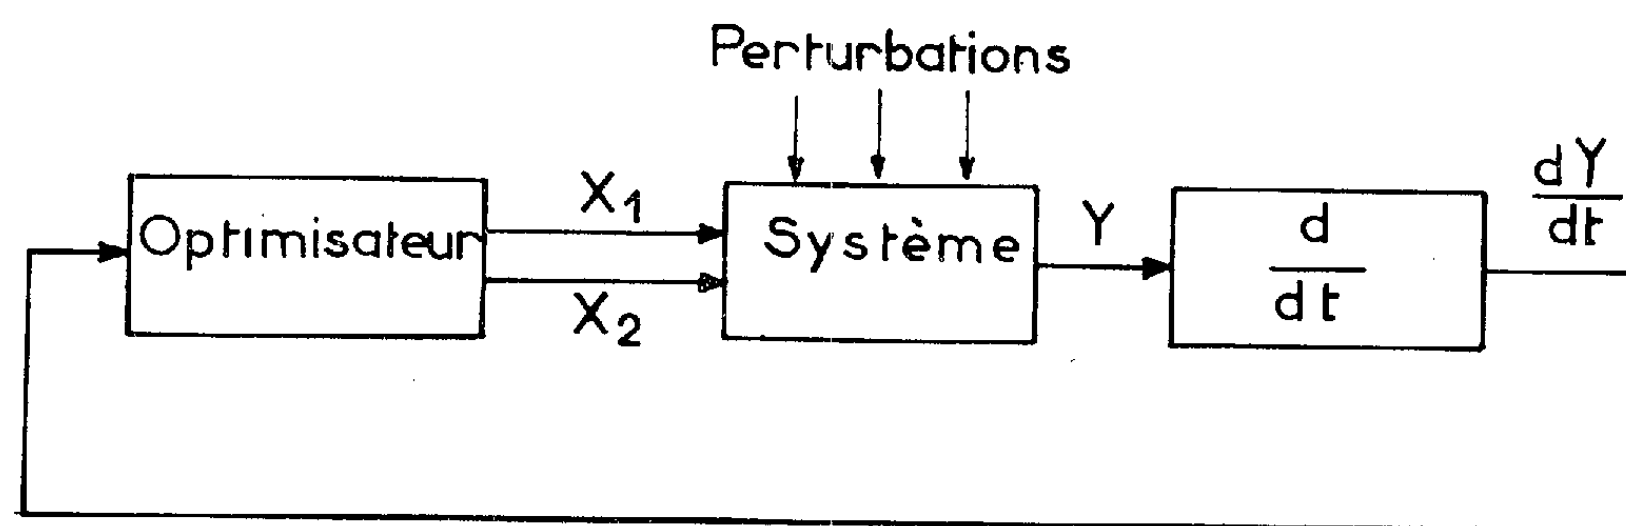 Perturbations
Optimisateur
X1
X2
Système
Y
d
dt
dY
dt